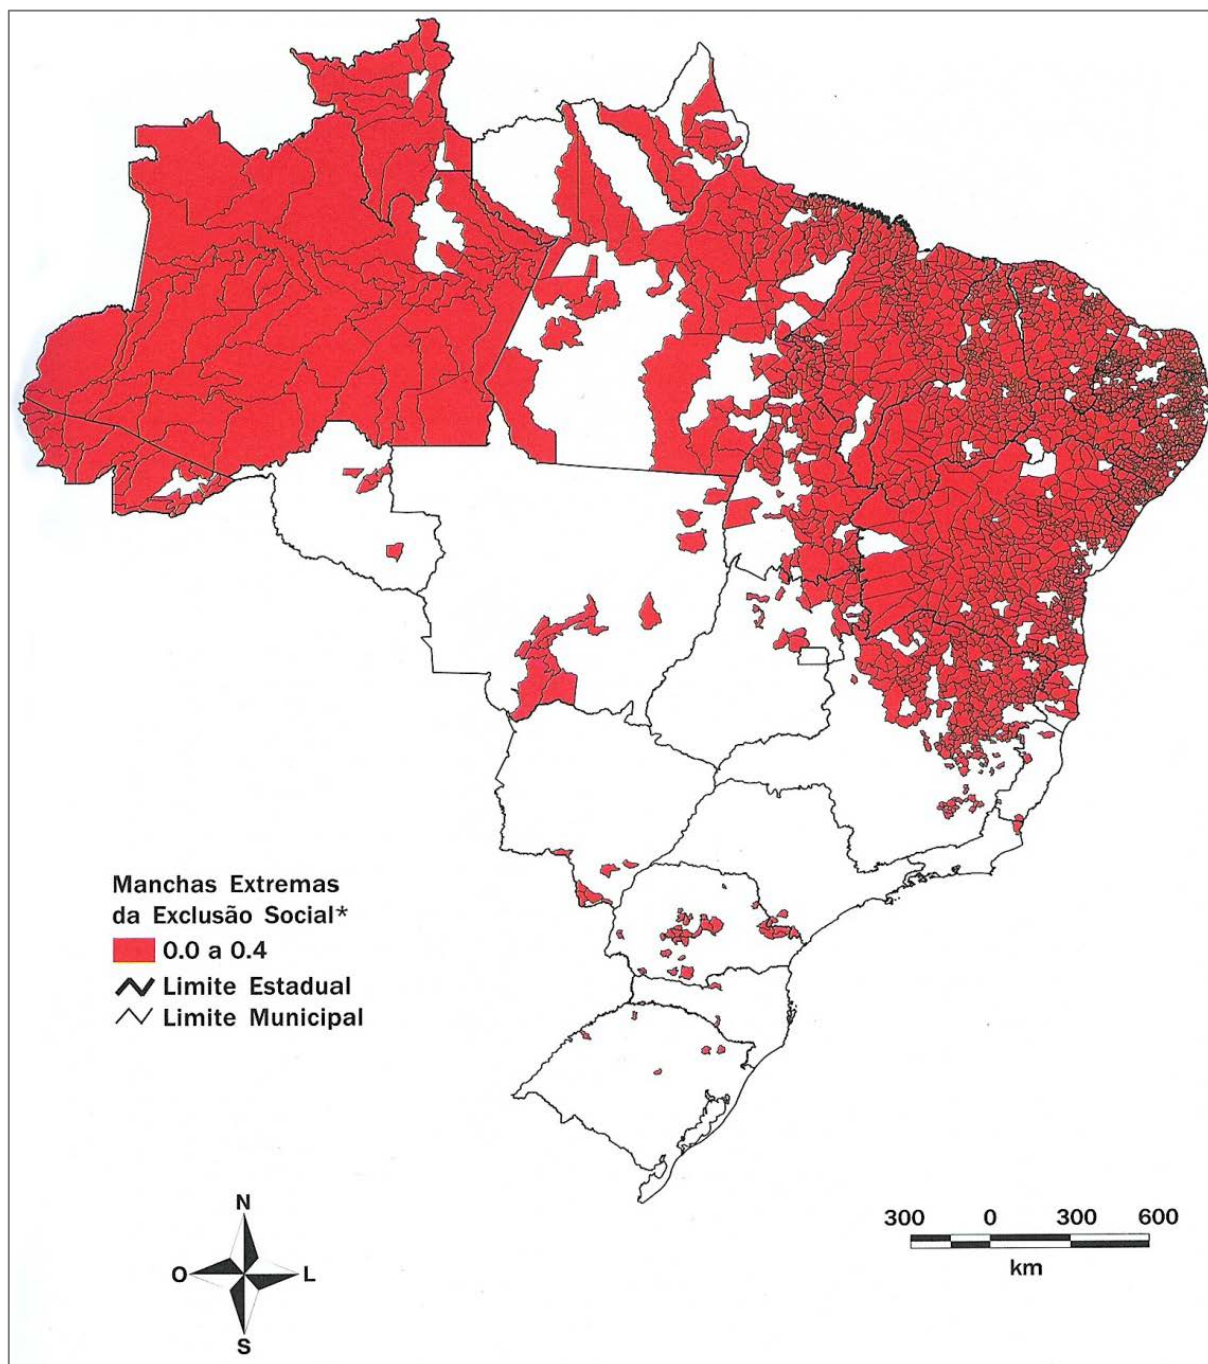 Manchas Extremas
da Exclusão Social*
0.0 a 0.4
Limite Estadual
Limite Municipal
N
O L
S
300 0 300 600
km